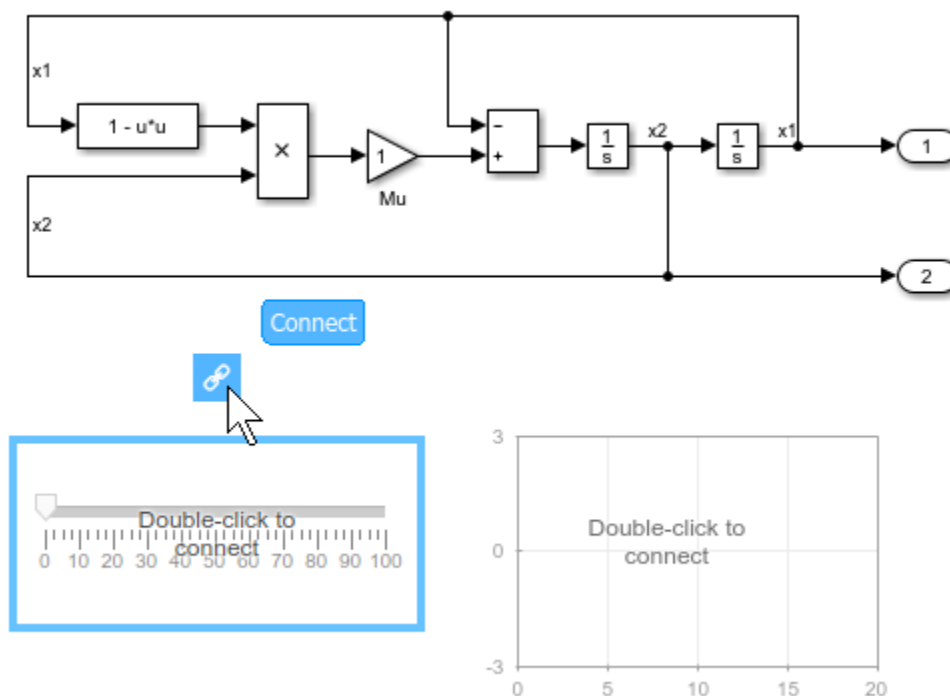 x1
1 - u*u
×
1
Mu
−
+
1
s
x2
1
s
x1
1
x2
2
Connect
Double-click to
connect
0 10 20 30 40 50 60 70 80 90 100
3
0
-3
Double-click to
connect
0 5 10 15 20